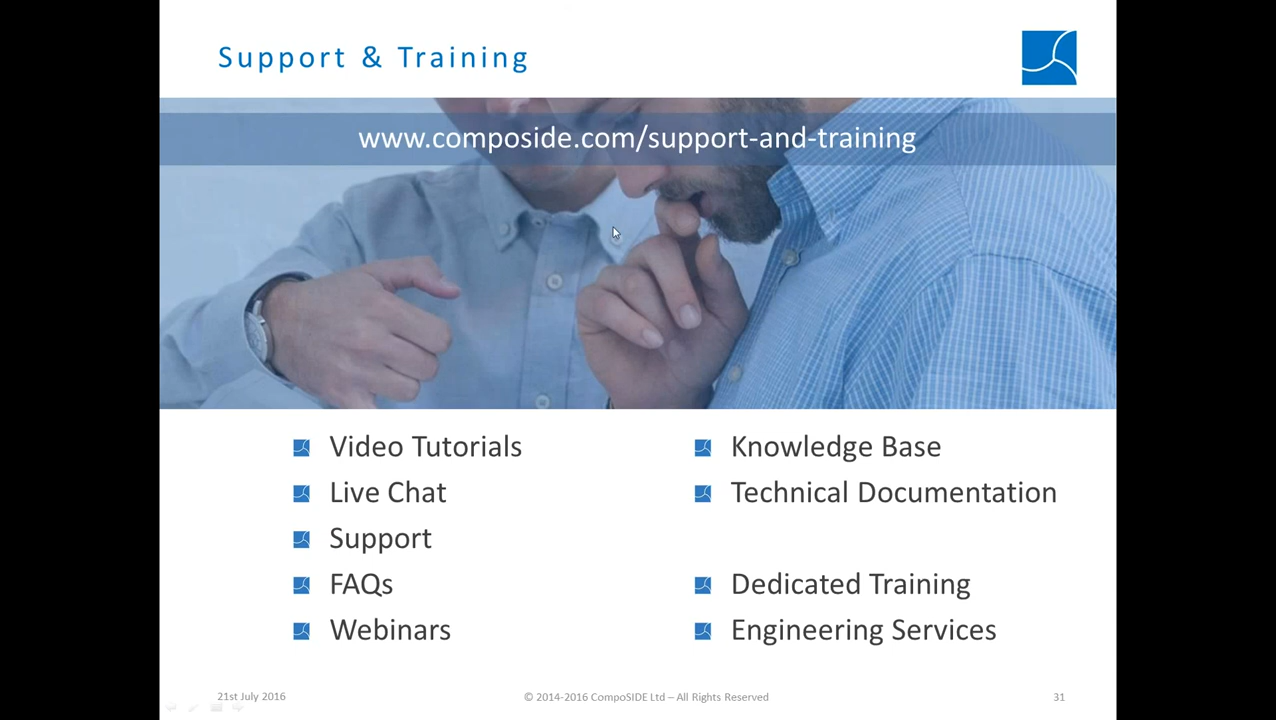 Support & Training
www.composide.com/support-and-training
Video Tutorials
Live Chat
Support
FAQs
Webinars
Knowledge Base
Technical Documentation
Dedicated Training
Engineering Services
21st July 2016
© 2014-2016 CompoSIDE Ltd – All Rights Reserved
31